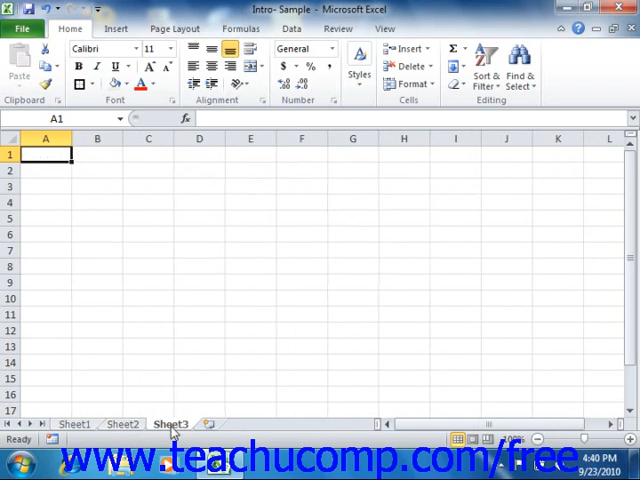 Intro- Sample - Microsoft Excel
File Home Insert Page Layout Formulas Data Review View
Paste
Calibri 11
B I U
General
$ % ,
Styles
Insert
Delete
Format
Σ
Sort & Filter
Find & Select
Clipboard Font Alignment Number Cells Editing
A1 fx
A B C D E F G H I J K L
1
2
3
4
5
6
7
8
9
10
11
12
13
14
15
16
17
Sheet1 Sheet2 Sheet3
Ready 100%
www.teachucomp.com/free
4:40 PM
9/23/2010